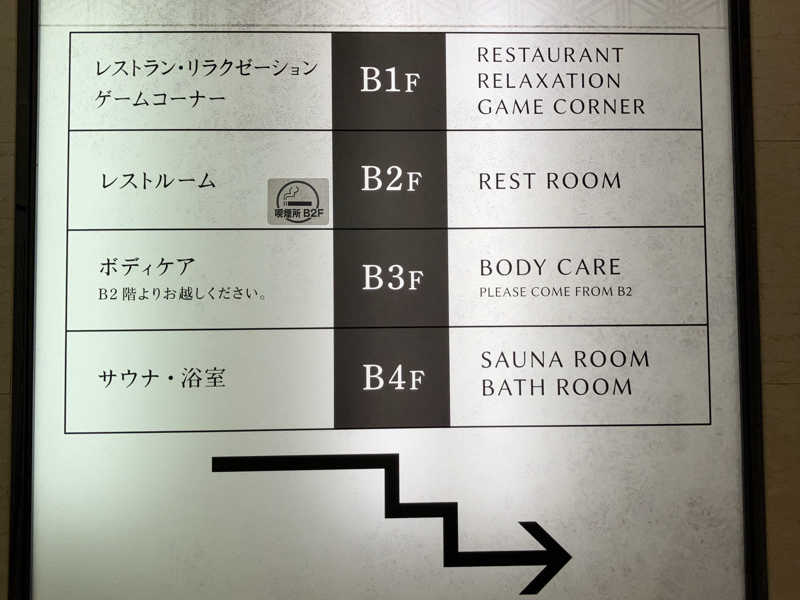 レストラン・リラクゼーション
ゲームコーナー
B1F
RESTAURANT
RELAXATION
GAME CORNER
レストルーム
喫煙所 B2F
B2F
REST ROOM
ボディケア
B2階よりお越しください。
B3F
BODY CARE
PLEASE COME FROM B2
サウナ・浴室
B4F
SAUNA ROOM
BATH ROOM